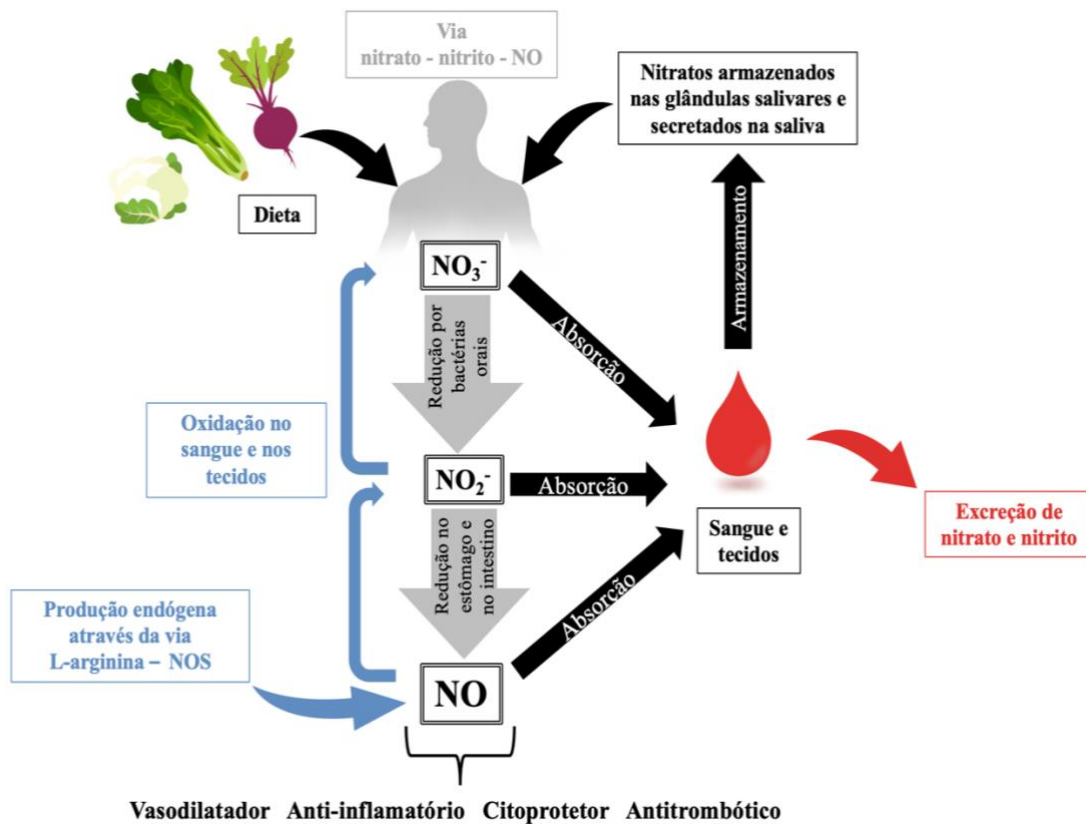 Via
nitrato - nitrito - NO
Nitratos armazenados
nas glândulas salivares e
secretados na saliva
Dieta
NO₃⁻
Redução por
bactérias
orais
Absorção
Armazenamento
Oxidação no
sangue e nos
tecidos
NO₂⁻
Absorção
Sangue e
tecidos
Excreção de
nitrato e nitrito
Redução no
estômago e
no intestino
Absorção
Produção endógena
através da via
L-arginina – NOS
NO
Vasodilatador Anti-inflamatório Citoprotetor Antitrombótico